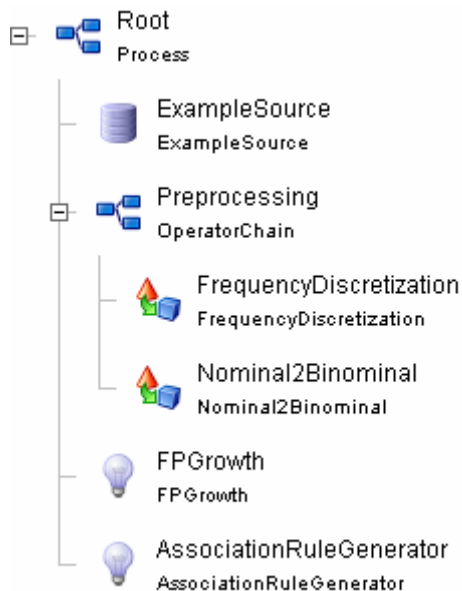 Root
Process
ExampleSource
ExampleSource
Preprocessing
OperatorChain
FrequencyDiscretization
FrequencyDiscretization
Nominal2Binominal
Nominal2Binominal
FPGrowth
FPGrowth
AssociationRuleGenerator
AssociationRuleGenerator